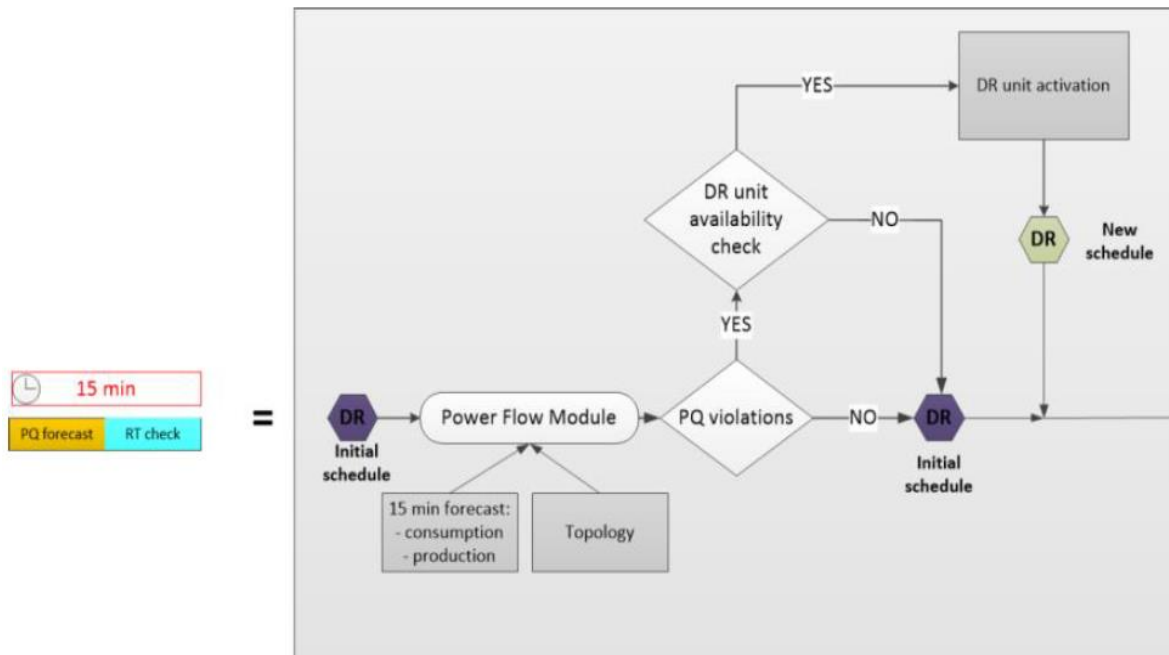 YES
DR unit activation
DR unit
availability
check
NO
DR
New
schedule
YES
15 min
PQ forecast
RT check
=
DR
Initial
schedule
Power Flow Module
PQ violations
NO
DR
Initial
schedule
15 min forecast:
- consumption
- production
Topology